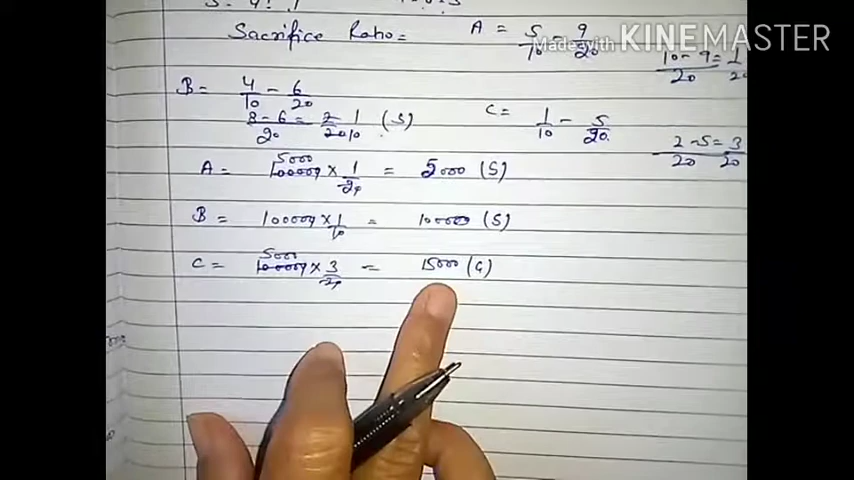 Sacrifice Ratio =
A = 5/10 - 9/20
10-9/20 = 1/20
Made with KINEMASTER
B = 4/10 - 6/20
8-6/20 = 2/20 1/10 (S)
C = 1/10 - 5/20
2-5/20 = 3/20
A = 5000 100000 × 1/20 = 5000 (S)
B = 100000 × 1/10 = 10000 (S)
C = 5000 100000 × 3/20 = 15000 (G)